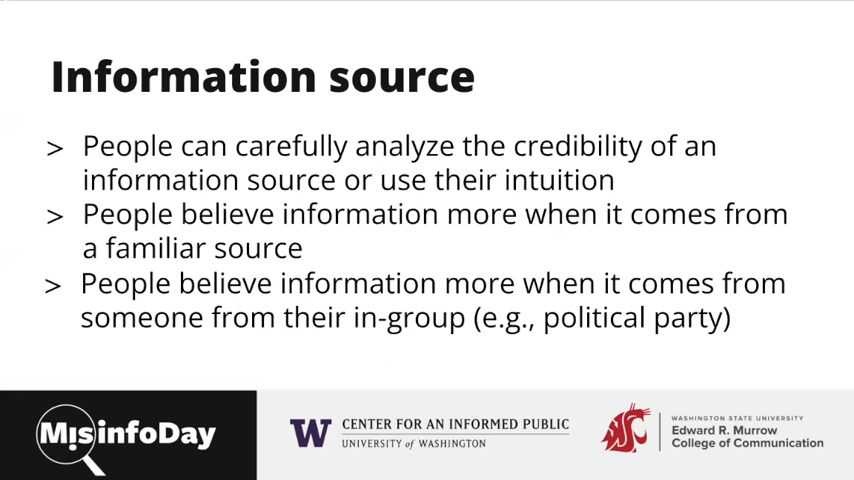 Information source
> People can carefully analyze the credibility of an
information source or use their intuition
> People believe information more when it comes from
a familiar source
> People believe information more when it comes from
someone from their in-group (e.g., political party)
MisinfoDay
W
CENTER FOR AN INFORMED PUBLIC
UNIVERSITY of WASHINGTON
WASHINGTON STATE UNIVERSITY
Edward R. Murrow
College of Communication